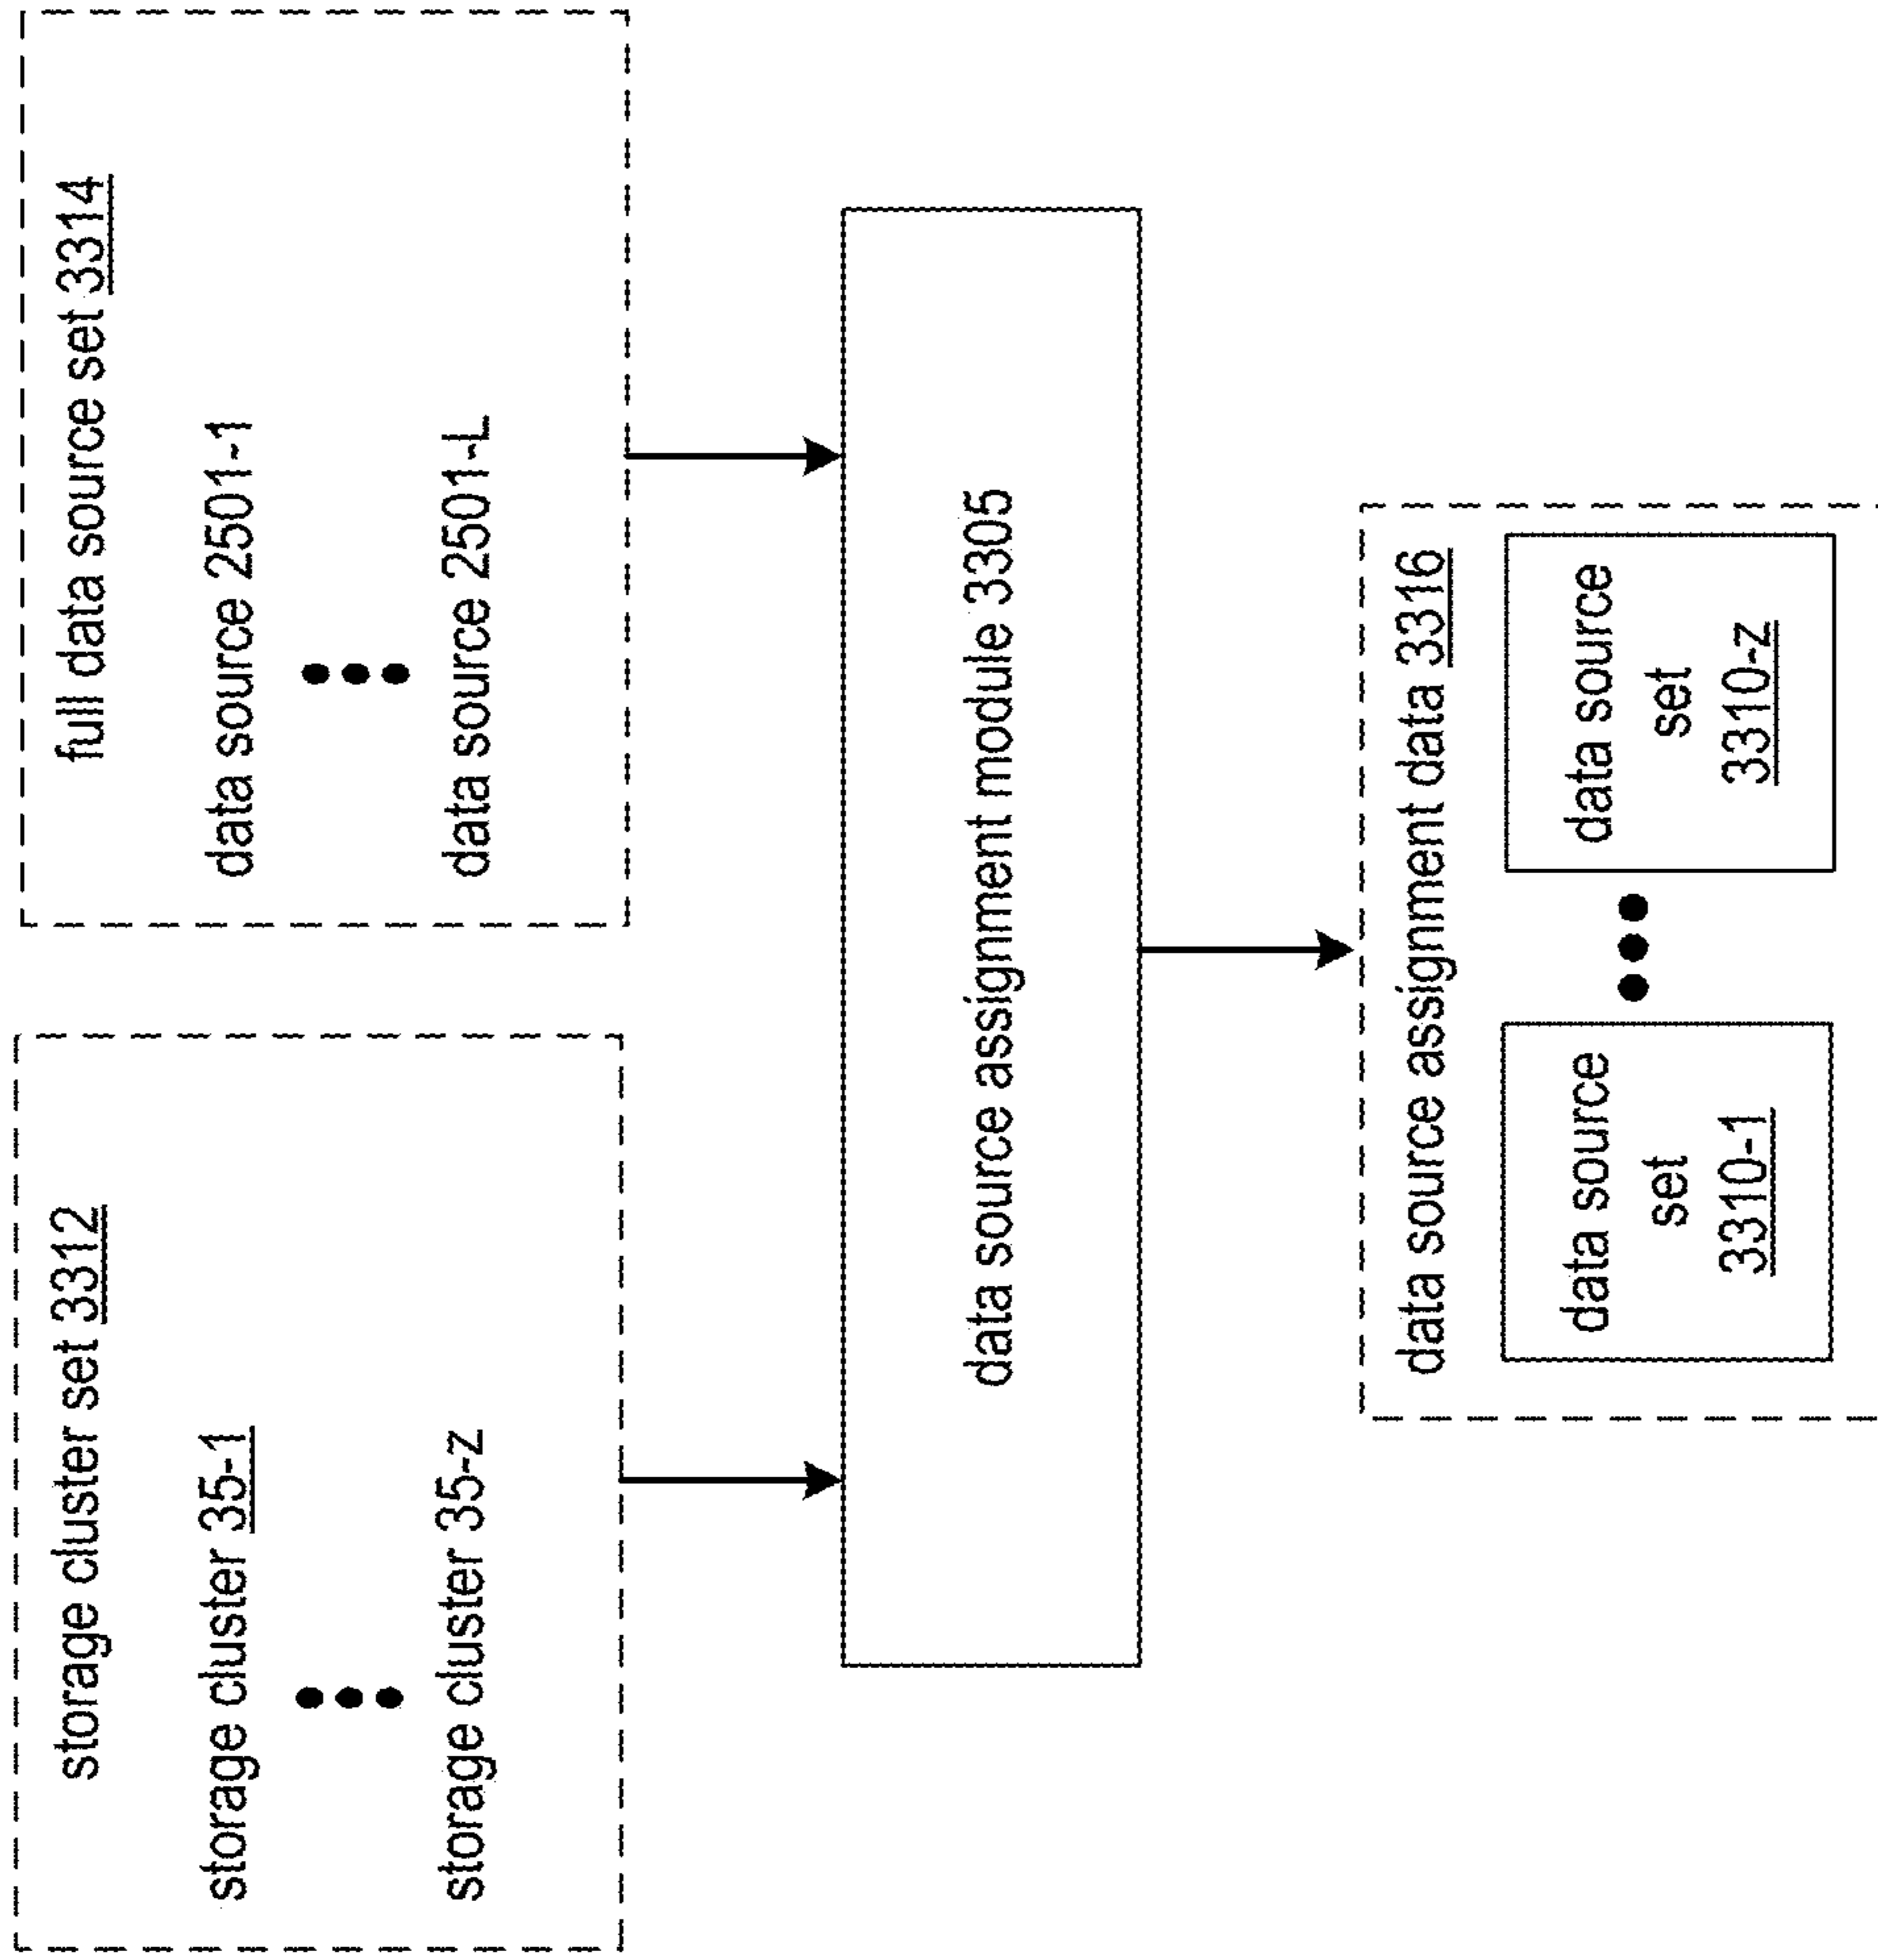 storage cluster set 3312
storage cluster 35-1
storage cluster 35-z
full data source set 3314
data source 2501-1
data source 2501-L
data source assignment module 3305
data source assignment data 3316
data source
set
3310-1
data source
set
3310-z